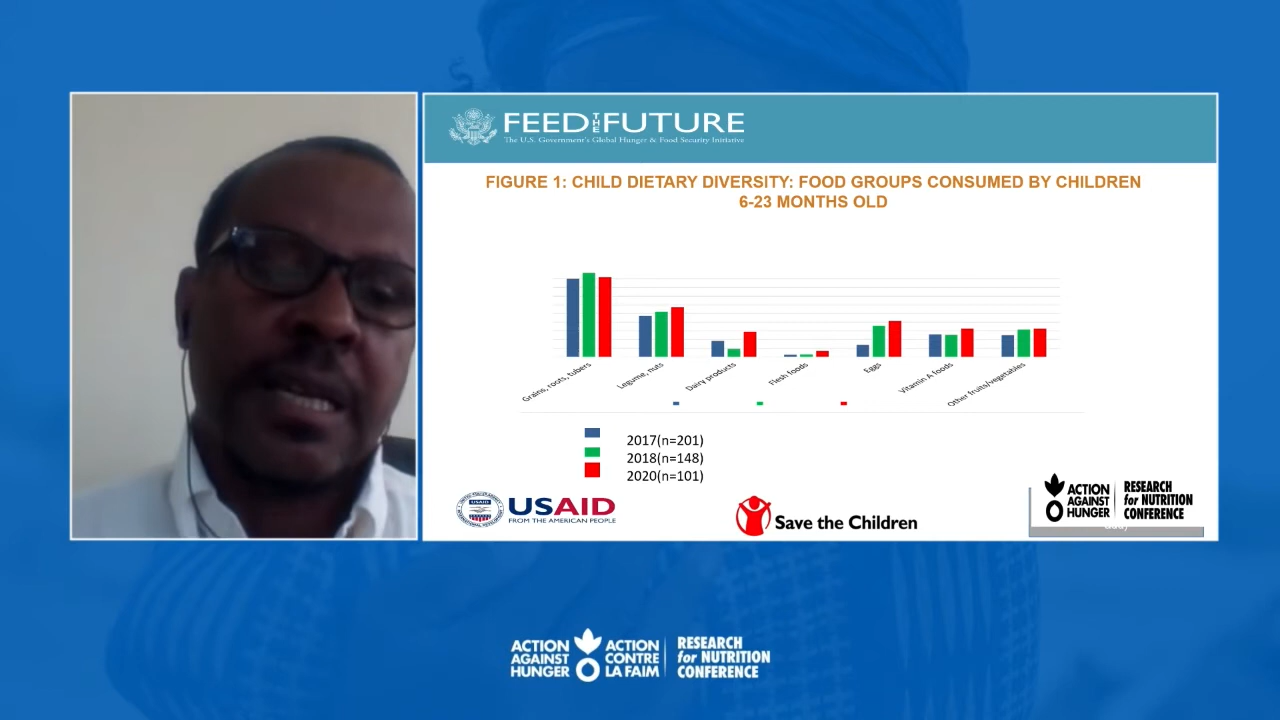 FEED THE FUTURE
The U.S. Government's Global Hunger & Food Security Initiative
FIGURE 1: CHILD DIETARY DIVERSITY: FOOD GROUPS CONSUMED BY CHILDREN
6-23 MONTHS OLD
Grains, roots, tubers
Legume, nuts
Dairy products
Flesh foods
Eggs
Vitamin A foods
Other fruits/vegetables
2017(n=201)
2018(n=148)
2020(n=101)
USAID
USAID
FROM THE AMERICAN PEOPLE
Save the Children
ACTION
AGAINST
HUNGER
RESEARCH
for NUTRITION
CONFERENCE
ACTION
AGAINST
HUNGER
ACTION
CONTRE
LA FAIM
RESEARCH
for NUTRITION
CONFERENCE